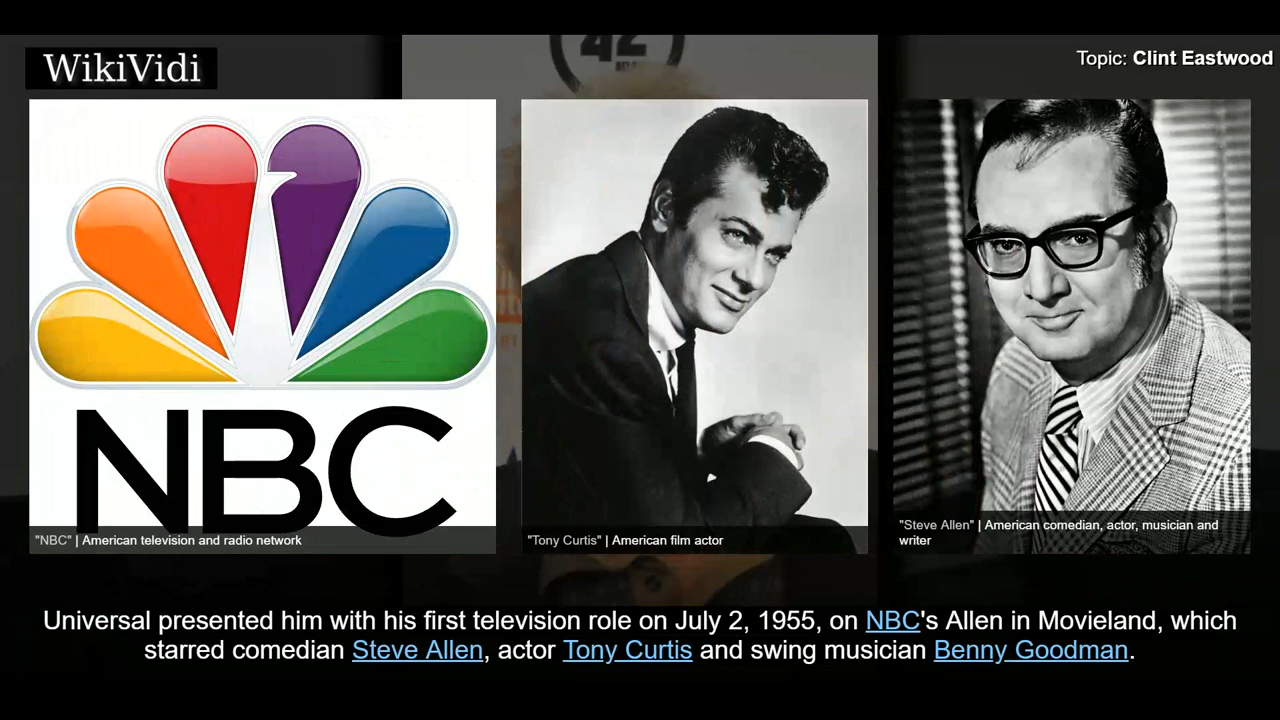 42
WikiVidi
Topic: Clint Eastwood
NBC
"NBC" | American television and radio network
"Tony Curtis" | American film actor
"Steve Allen" | American comedian, actor, musician and
writer
Universal presented him with his first television role on July 2, 1955, on NBC's Allen in Movieland, which
starred comedian Steve Allen, actor Tony Curtis and swing musician Benny Goodman.